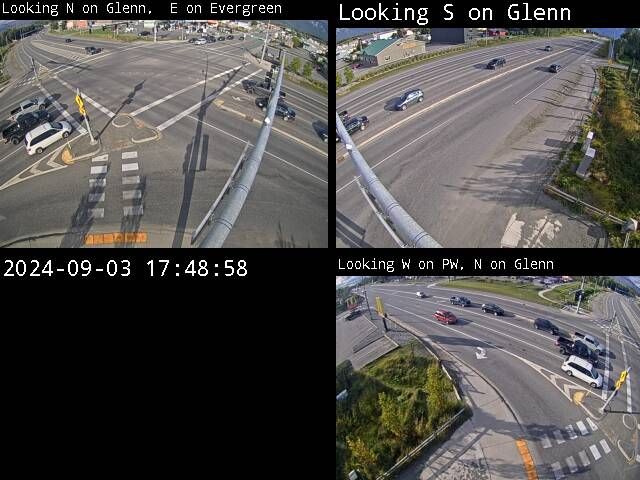 Looking N on Glenn, E on Evergreen
Looking S on Glenn
2024-09-03 17:48:58
Looking W on PW, N on Glenn